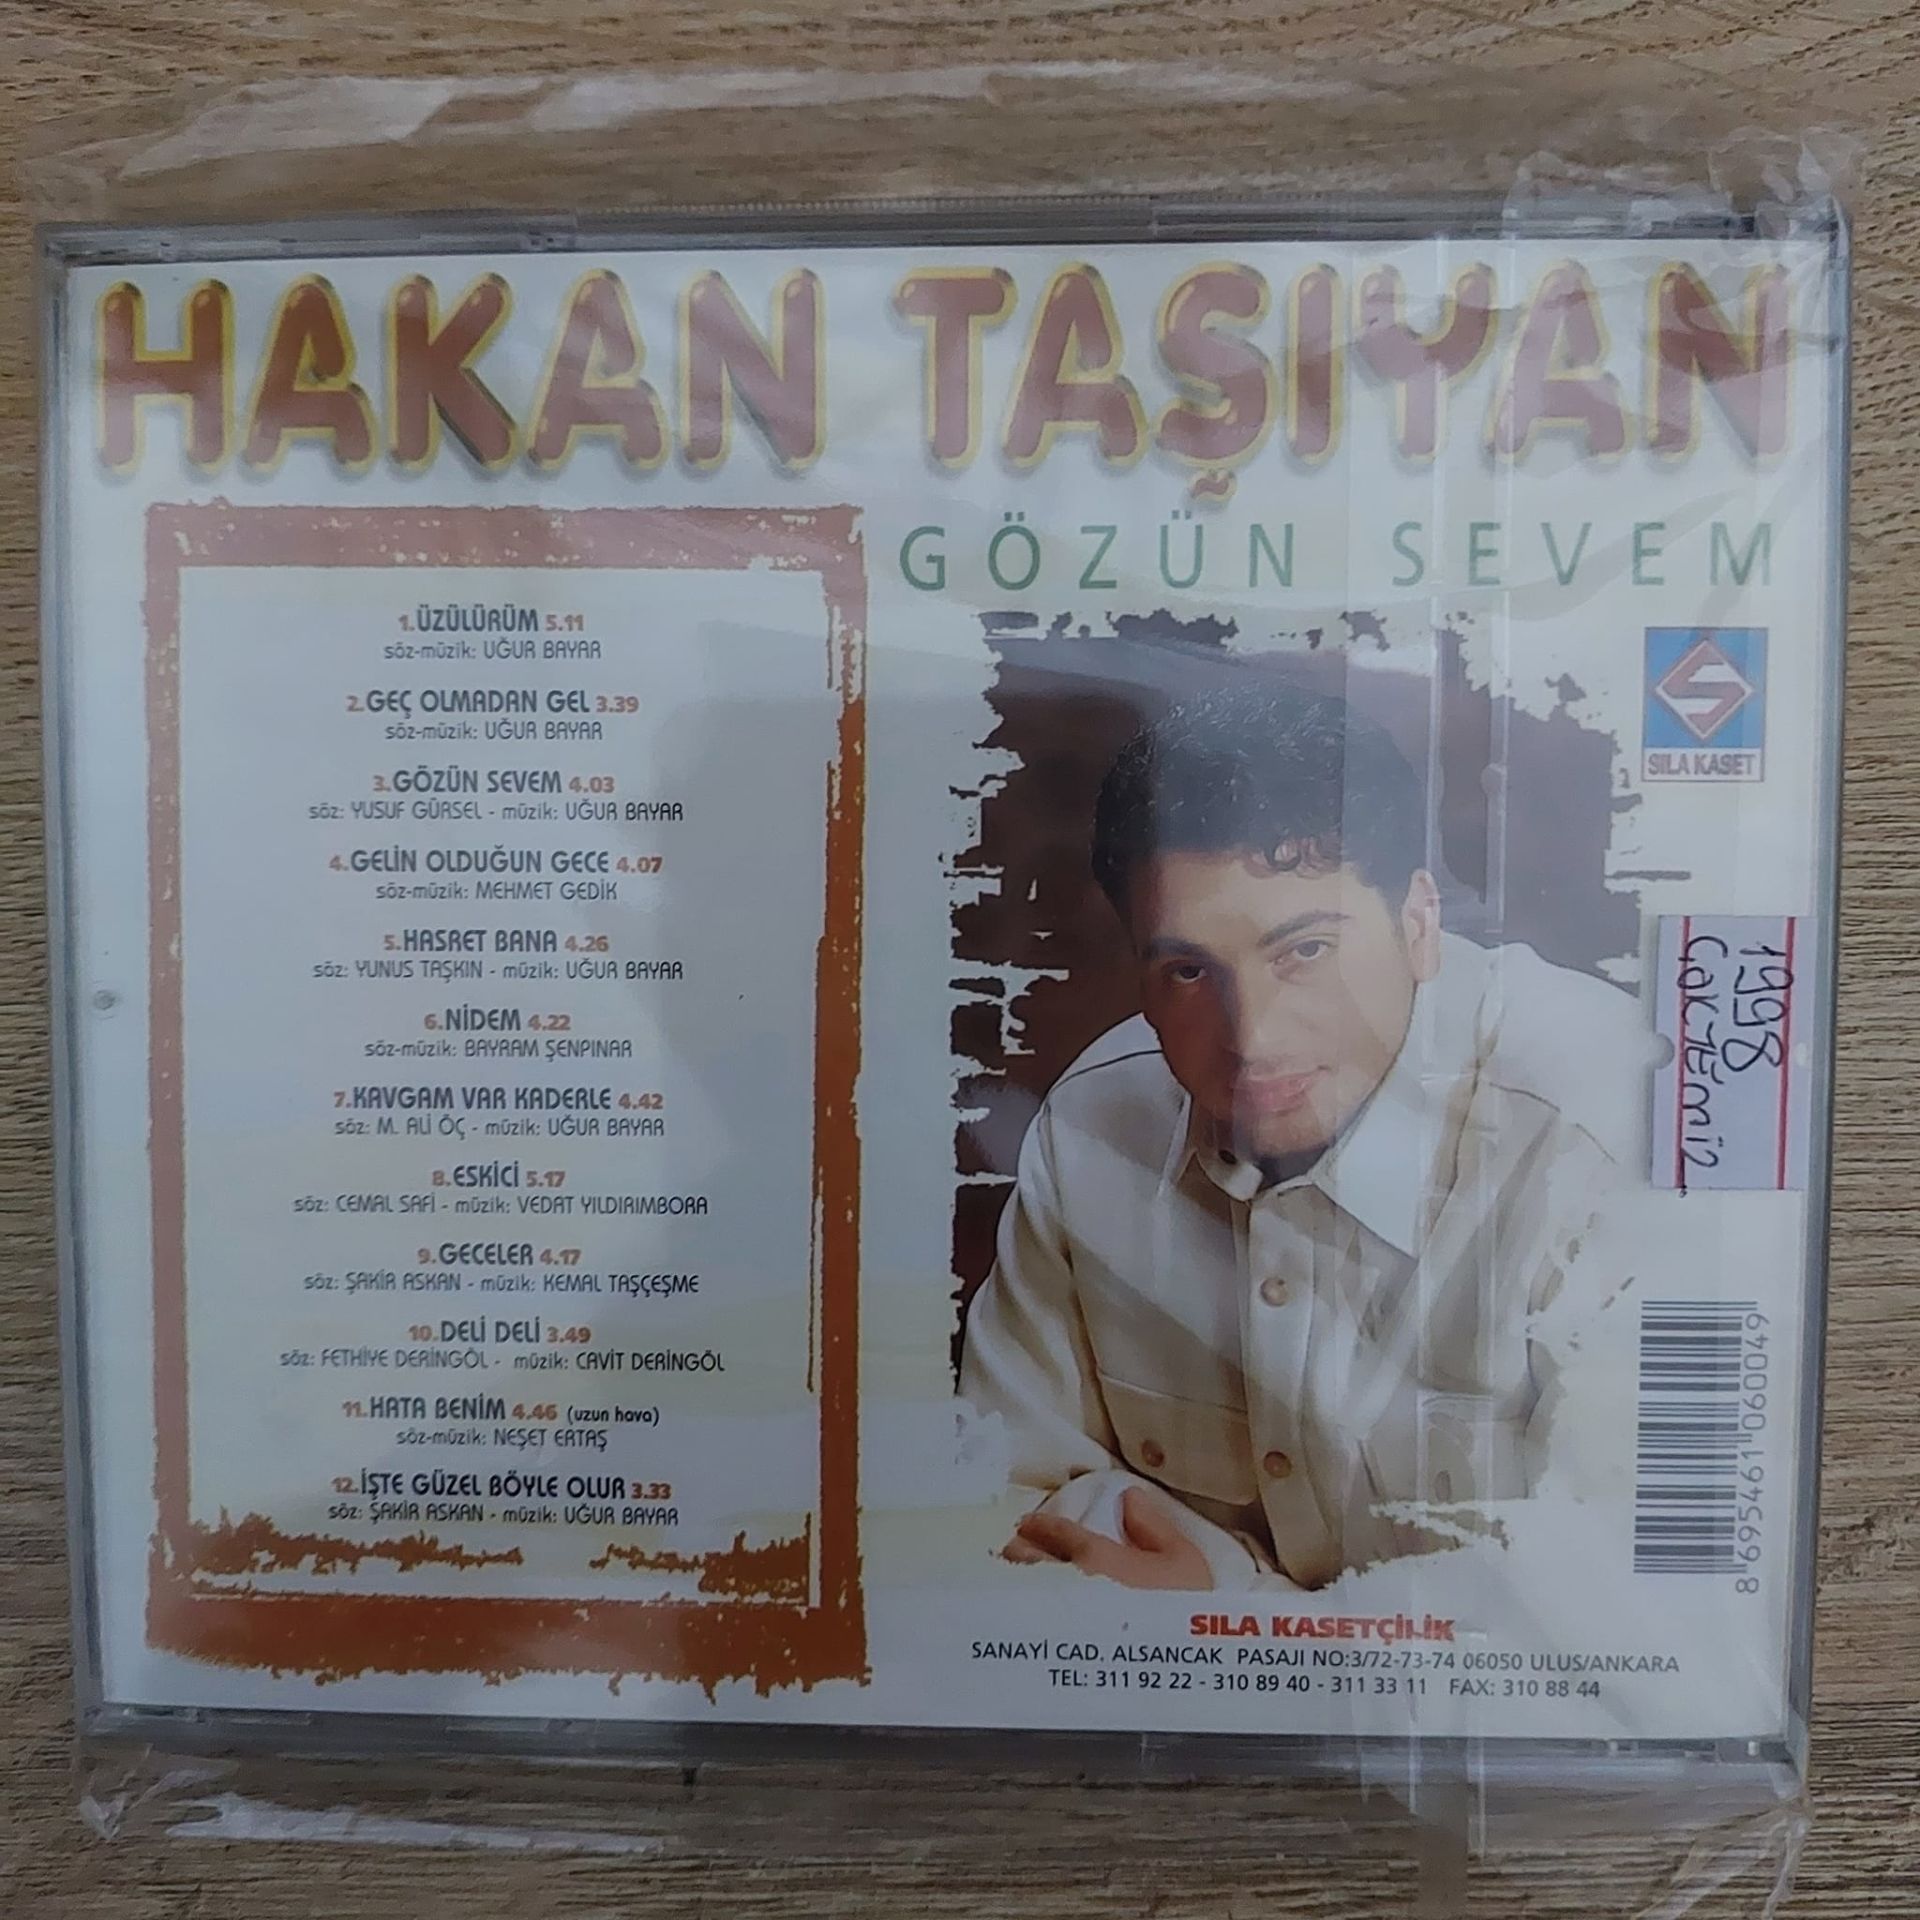 HAKAN TAŞIYAN
GÖZÜN SEVEM
1.ÜZÜLÜRÜM 5.11
söz-müzik: UĞUR BAYAR
2.GEÇ OLMADAN GEL 3.39
söz-müzik: UĞUR BAYAR
3.GÖZÜN SEVEM 4.03
söz: YUSUF GÜRSEL - müzik: UĞUR BAYAR
4.GELİN OLDUĞUN GECE 4.07
söz-müzik: MEHMET GEDİK
5.HASRET BANA 4.26
söz: YUNUS TAŞKIN - müzik: UĞUR BAYAR
6.NİDEM 4.22
söz-müzik: BAYRAM ŞENPINAR
7.KAVGAM VAR KADERLE 4.42
söz: M. ALİ ÖÇ - müzik: UĞUR BAYAR
8.ESKİCİ 5.17
söz: CEMAL SAFİ - müzik: VEDAT YILDIRIMBORA
9.GECELER 4.17
söz: ŞAKİR ASKAN - müzik: KEMAL TAŞÇEŞME
10.DELİ DELİ 3.49
söz: FETHİYE DERİNGÖL - müzik: CAVİT DERİNGÖL
11.HATA BENİM 4.46 (uzun hava)
söz-müzik: NEŞET ERTAŞ
12.İŞTE GÜZEL BÖYLE OLUR 3.33
söz: ŞAKİR ASKAN - müzik: UĞUR BAYAR
SILA KASET
1998
8695461060049
SILA KASETÇİLİK
SANAYİ CAD. ALSANCAK PASAJI NO:3/72-73-74 06050 ULUS/ANKARA
TEL: 311 92 22 - 310 89 40 - 311 33 11 FAX: 310 88 44